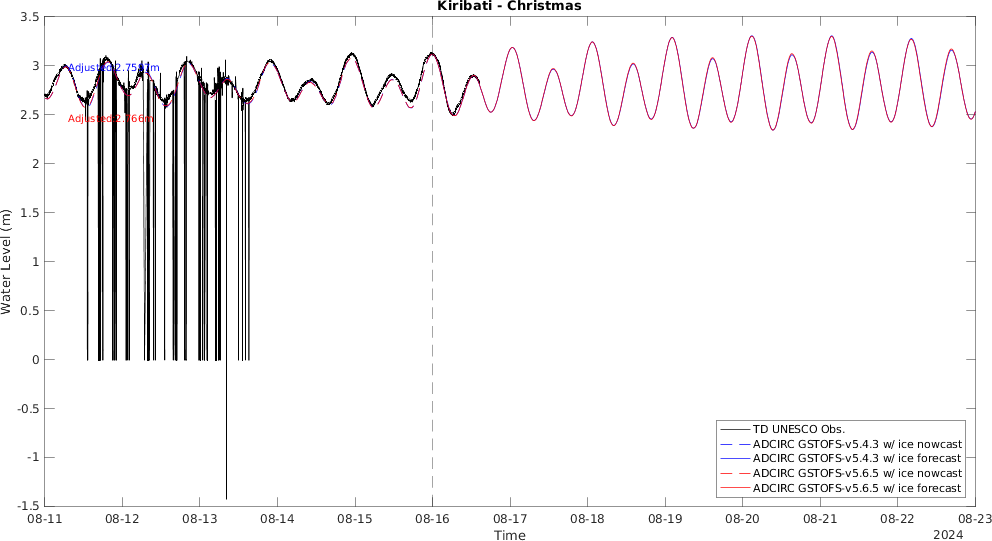 Kiribati - Christmas
3.5
3
2.5
2
1.5
1
0.5
0
-0.5
-1
-1.5
Water Level (m)
Adjusted 2.766m
08-11
08-12
08-13
08-14
08-15
08-16
08-17
08-18
08-19
08-20
08-21
08-22
08-23
Time
2024
TD UNESCO Obs.
ADCIRC GSTOFS-v5.4.3 w/ ice nowcast
ADCIRC GSTOFS-v5.4.3 w/ ice forecast
ADCIRC GSTOFS-v5.6.5 w/ ice nowcast
ADCIRC GSTOFS-v5.6.5 w/ ice forecast